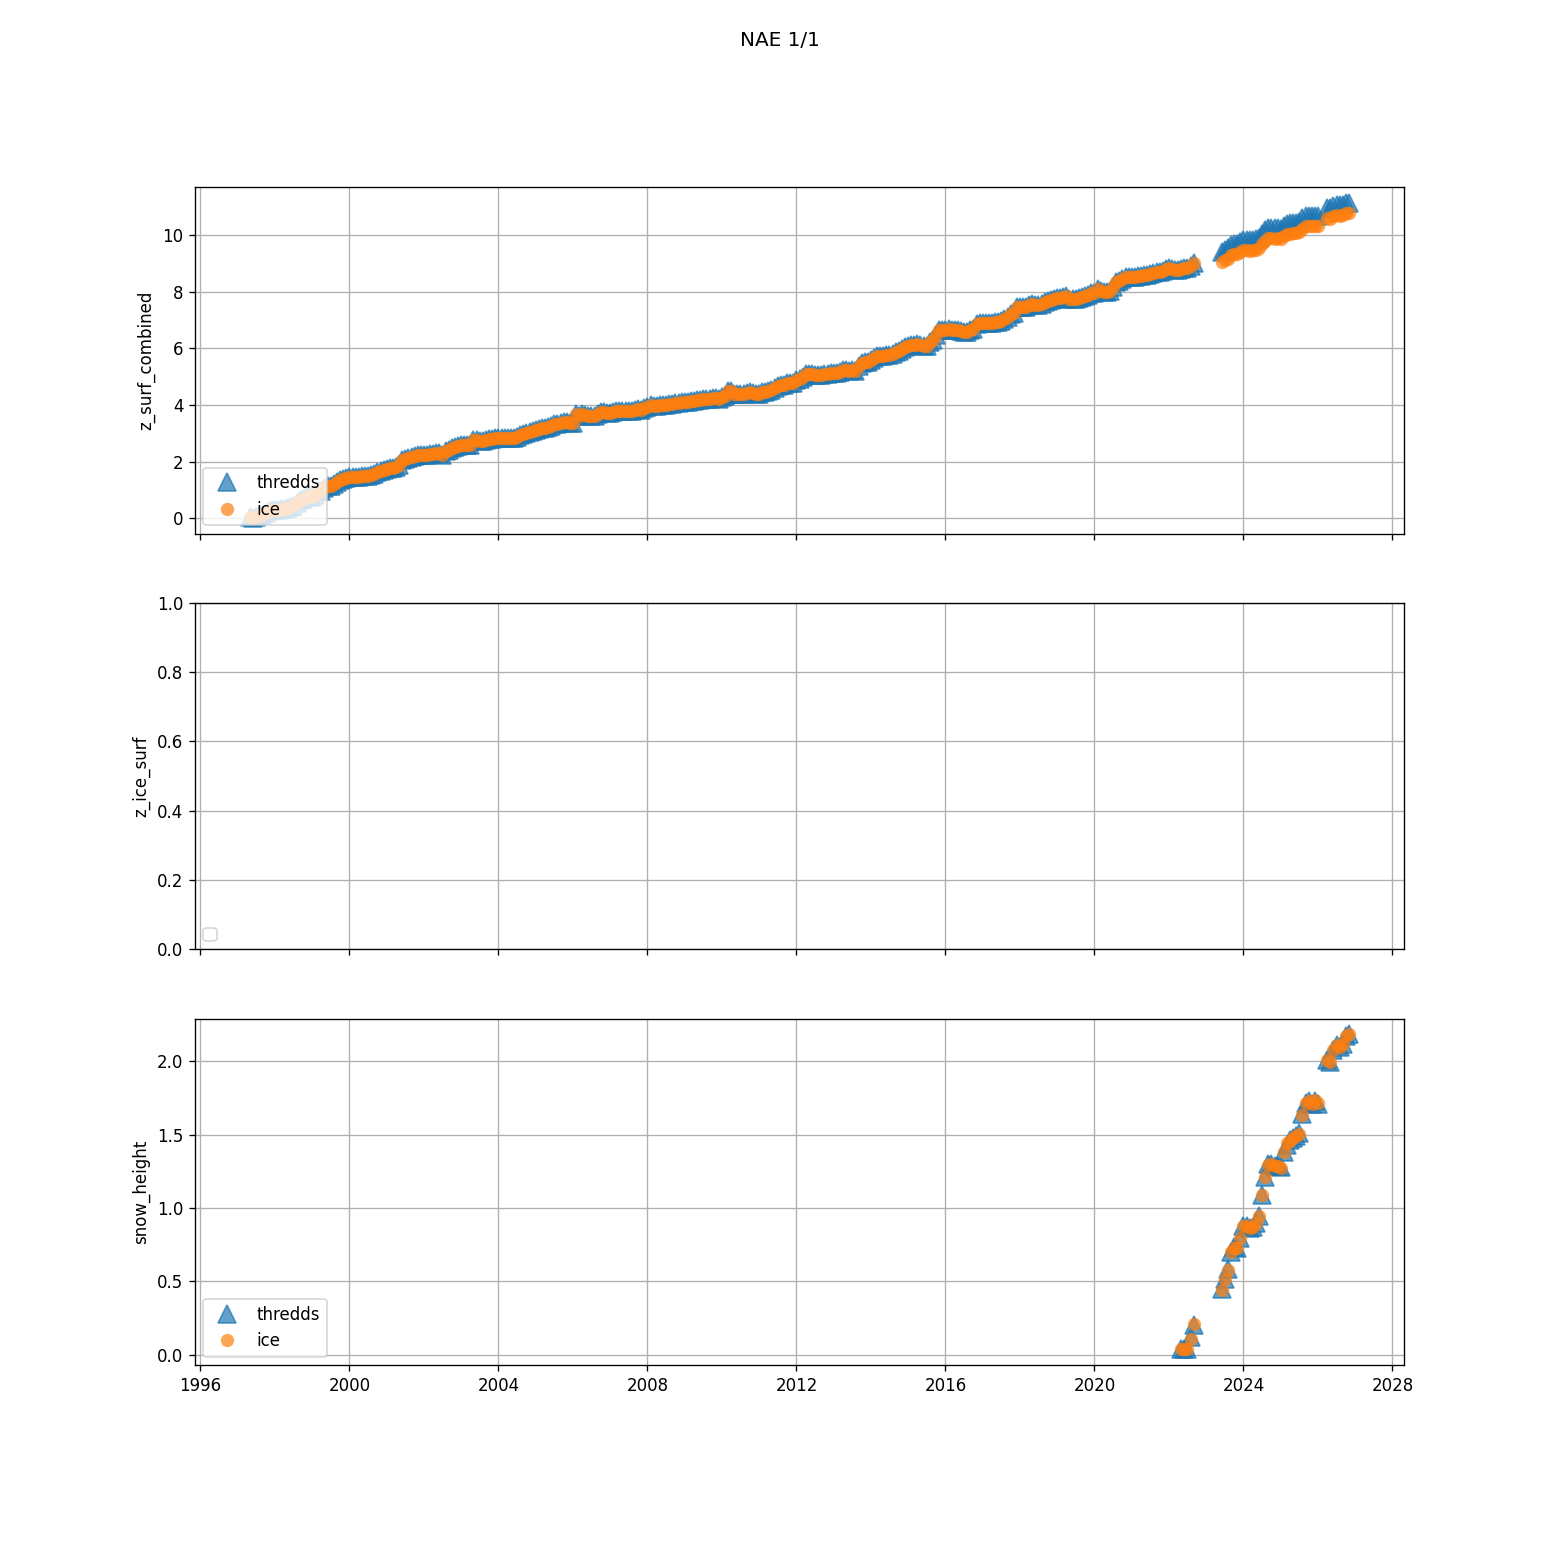 NAE 1/1
z_surf_combined
10
8
6
4
2
0
thredds
ice
z_ice_surf
1.0
0.8
0.6
0.4
0.2
0.0
snow_height
2.0
1.5
1.0
0.5
0.0
thredds
ice
1996 2000 2004 2008 2012 2016 2020 2024 2028